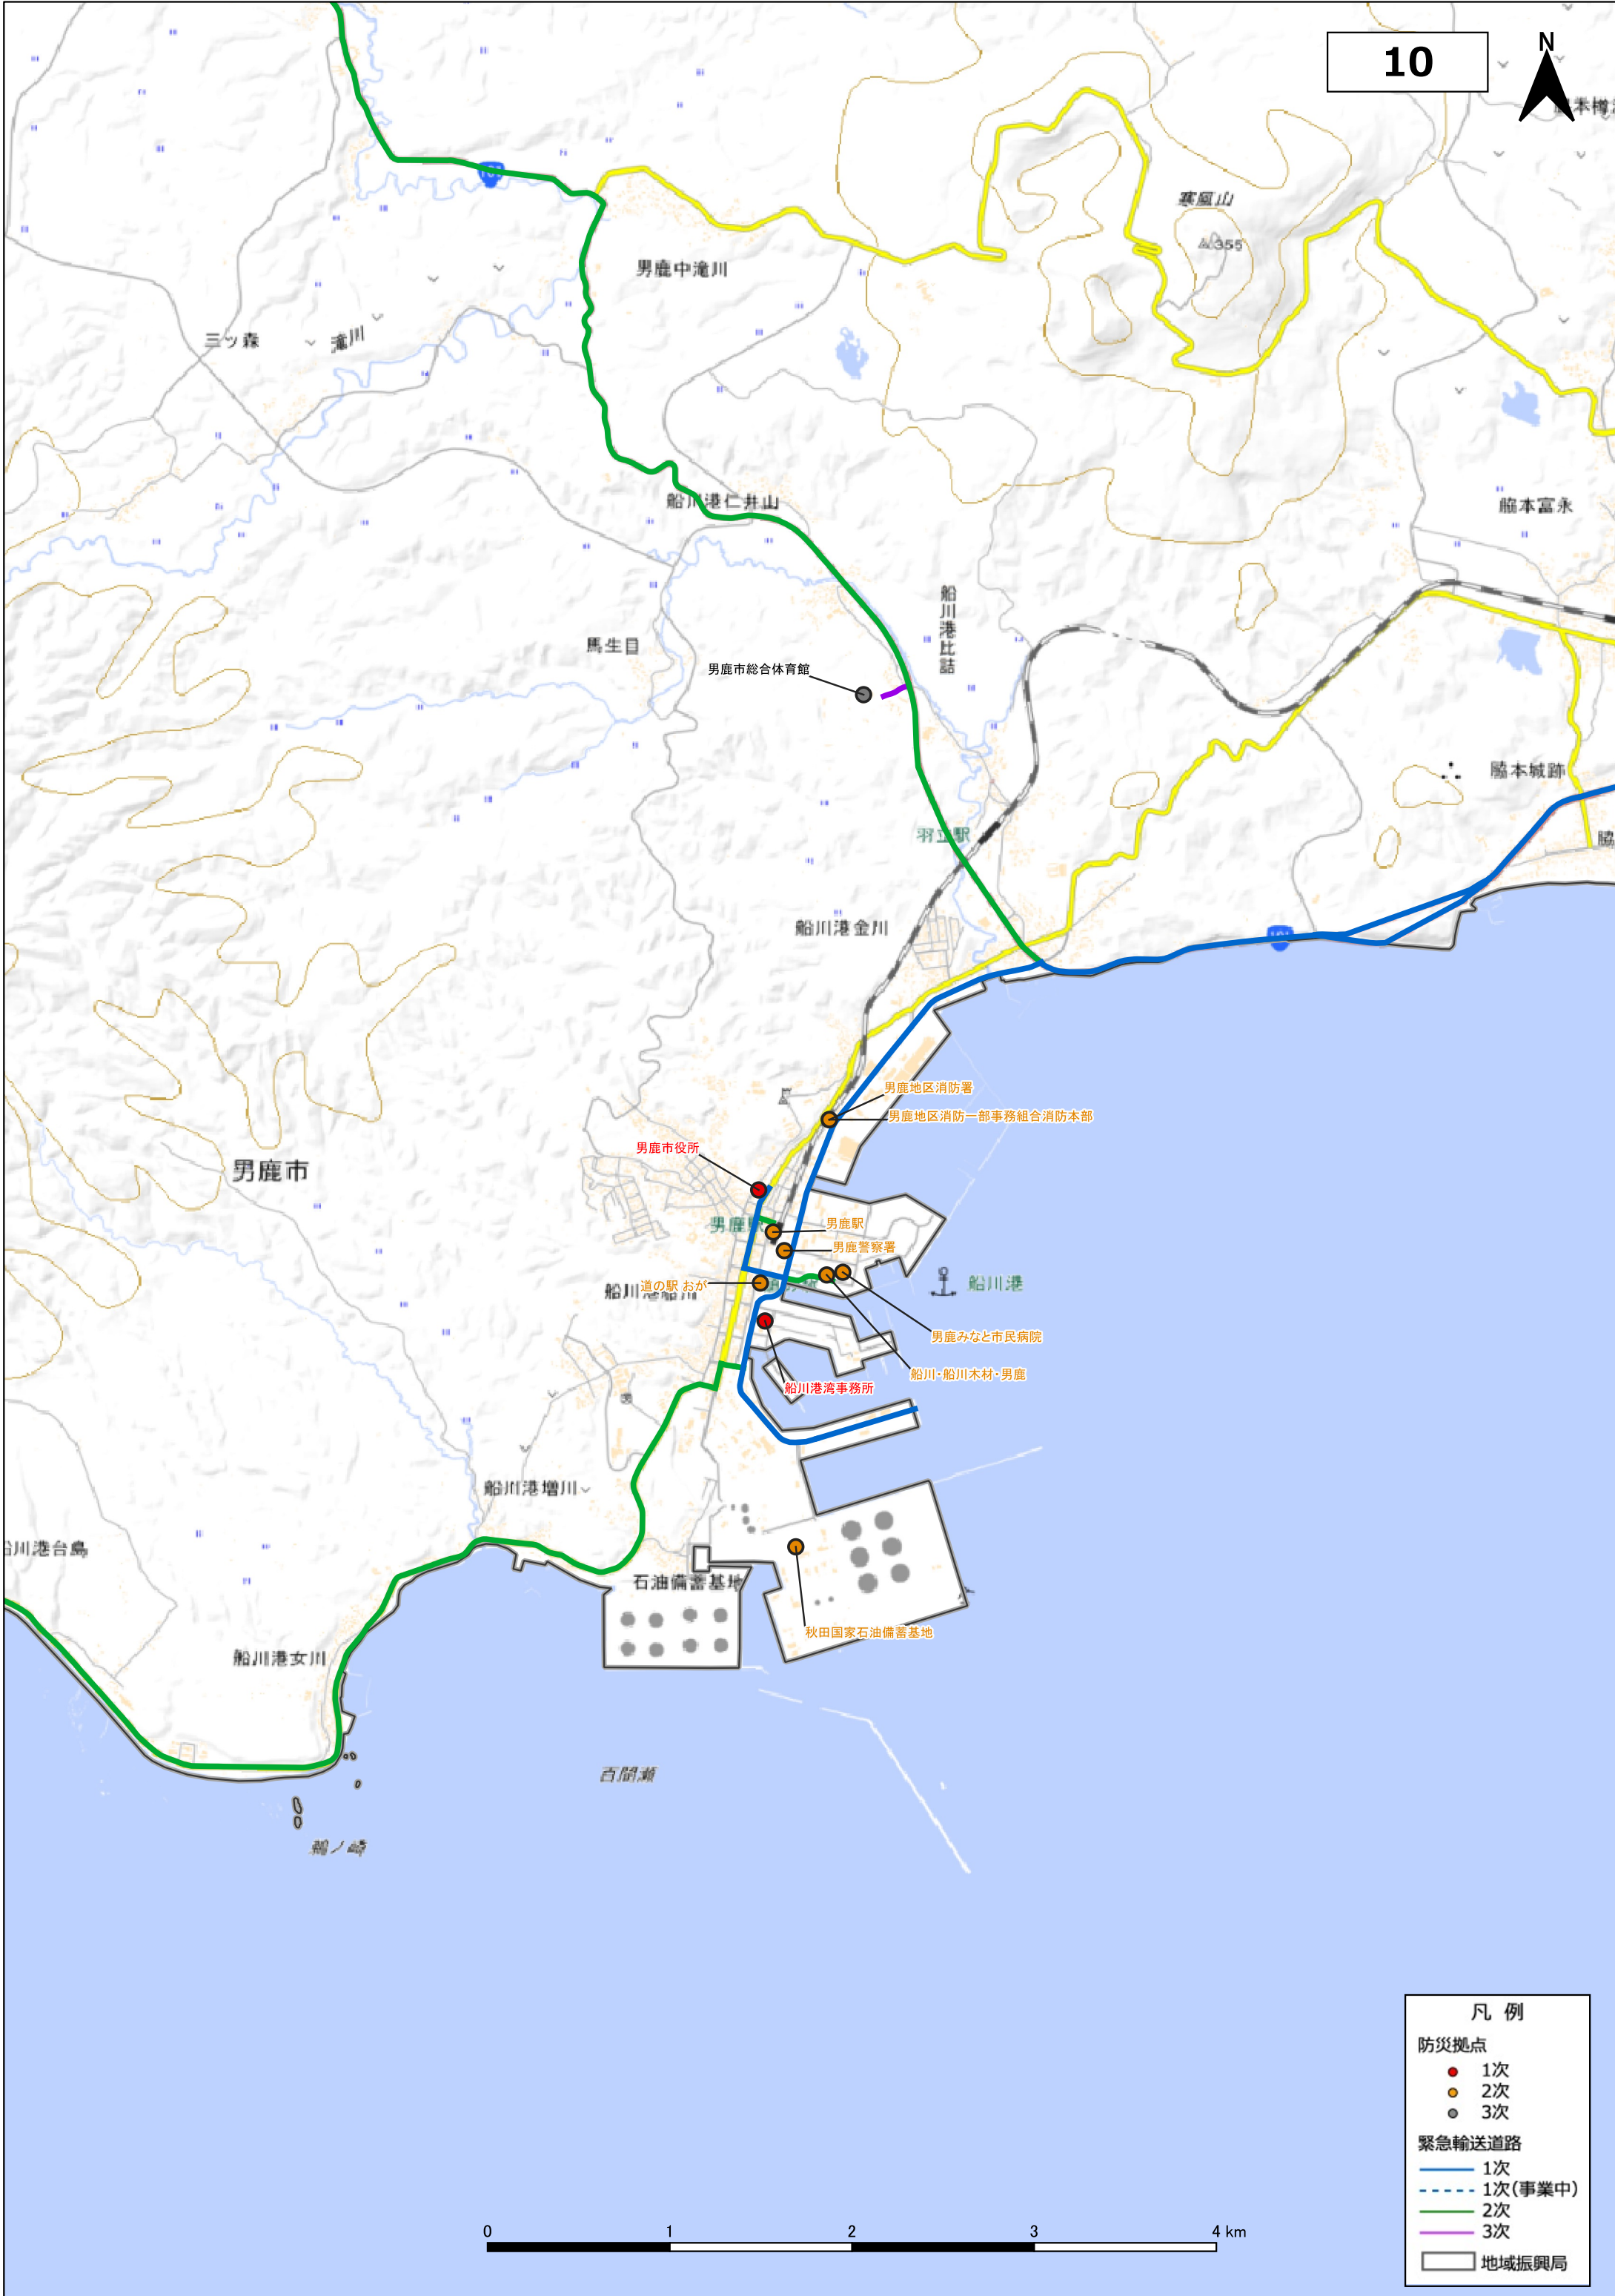 10
N
寒風山
355
男鹿中滝川
三ッ森
滝川
船川港仁井山
脇本富永
船川港比詰
馬生目
男鹿市総合体育館
脇本城跡
羽立駅
船川港金川
101
男鹿地区消防署
男鹿地区消防一部事務組合消防本部
男鹿市役所
男鹿市
男鹿駅
男鹿駅
男鹿警察署
船川港
道の駅 おが
船川港船川
男鹿みなと市民病院
船川・船川木材・男鹿
船川港湾事務所
船川港増川
船川港台島
石油備蓄基地
秋田国家石油備蓄基地
船川港女川
百間瀬
鵜ノ崎
凡 例
防災拠点
1次
2次
3次
緊急輸送道路
1次
1次(事業中)
2次
3次
地域振興局
0 1 2 3 4 km